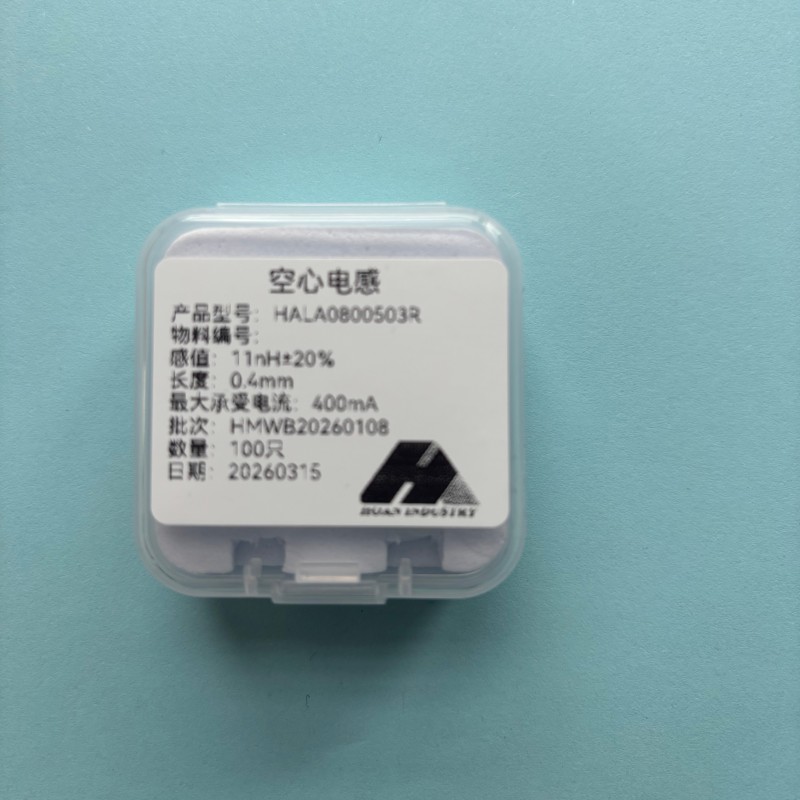 空心电感
产品型号： HALA0800503R
物料编号：
感值： 11nH±20%
长度： 0.4mm
最大承受电流： 400mA
批次： HMWB20260108
数量： 100只
日期： 20260315
HUAN INDUSTRY